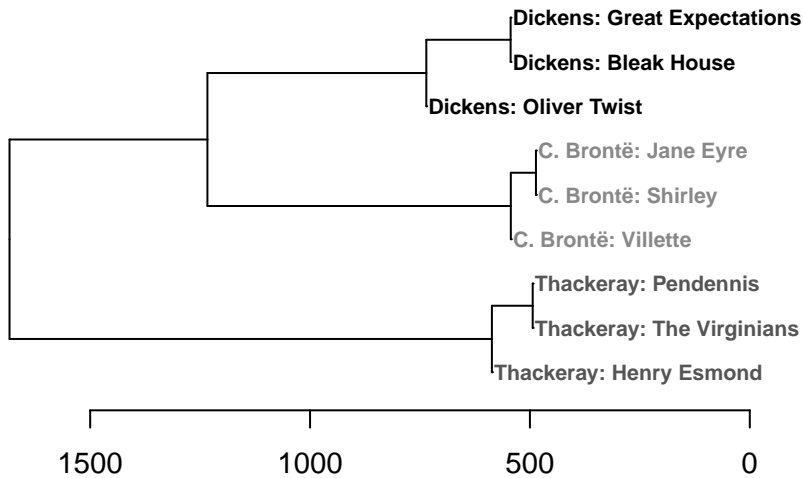 Dickens: Great Expectations
Dickens: Bleak House
Dickens: Oliver Twist
C. Brontë: Jane Eyre
C. Brontë: Shirley
C. Brontë: Villette
Thackeray: Pendennis
Thackeray: The Virginians
Thackeray: Henry Esmond
1500 1000 500 0